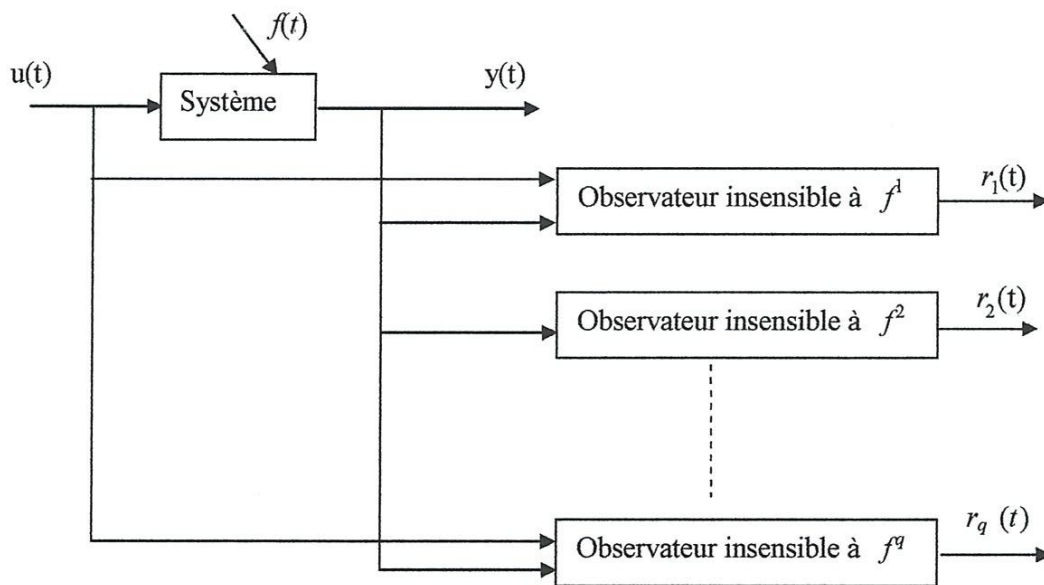 f(t)
u(t)
Système
y(t)
Observateur insensible à f¹
r₁(t)
Observateur insensible à f²
r₂(t)
Observateur insensible à f^q
r_q (t)